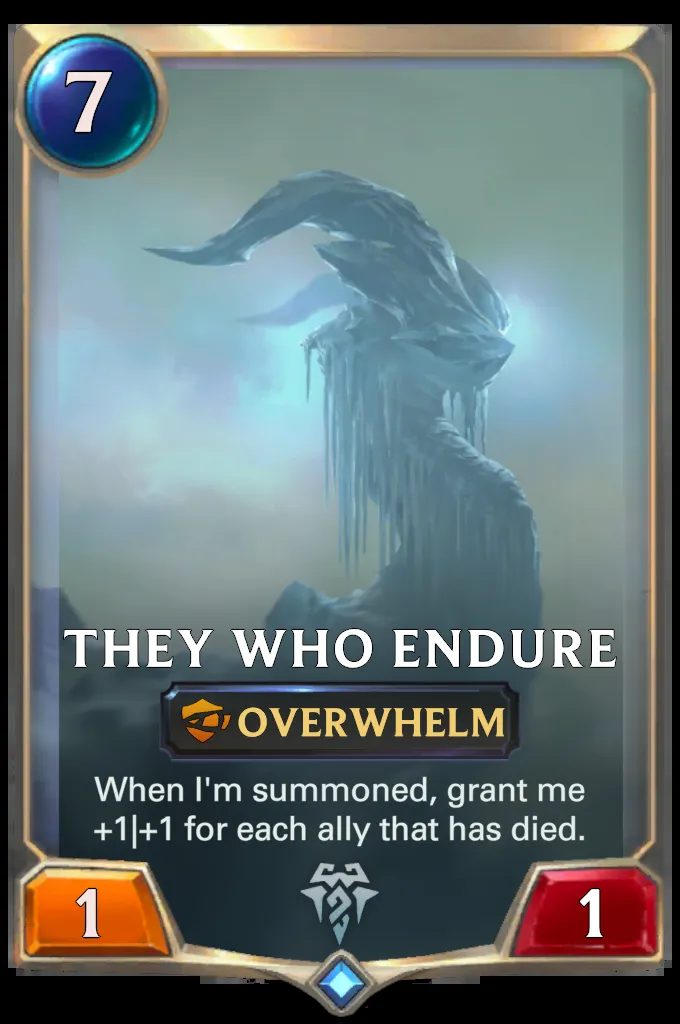 7
THEY WHO ENDURE
OVERWHELM
When I'm summoned, grant me
+1|+1 for each ally that has died.
1
1